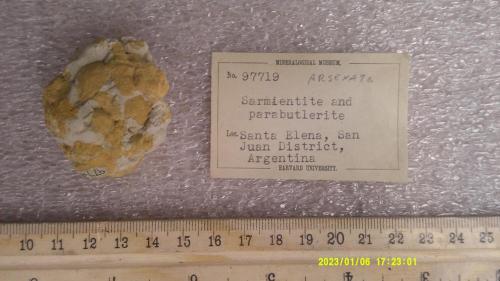 MINERALOGICAL MUSEUM.
No. 97719 ARSENATE
Sarmientite and
parabutlerite
Loc. Santa Elena, San
Juan District,
Argentina
HARVARD UNIVERSITY.
10 11 12 13 14 15 16 17 18 19 20 21 22 23 24 25
2023/01/06 17:23:01